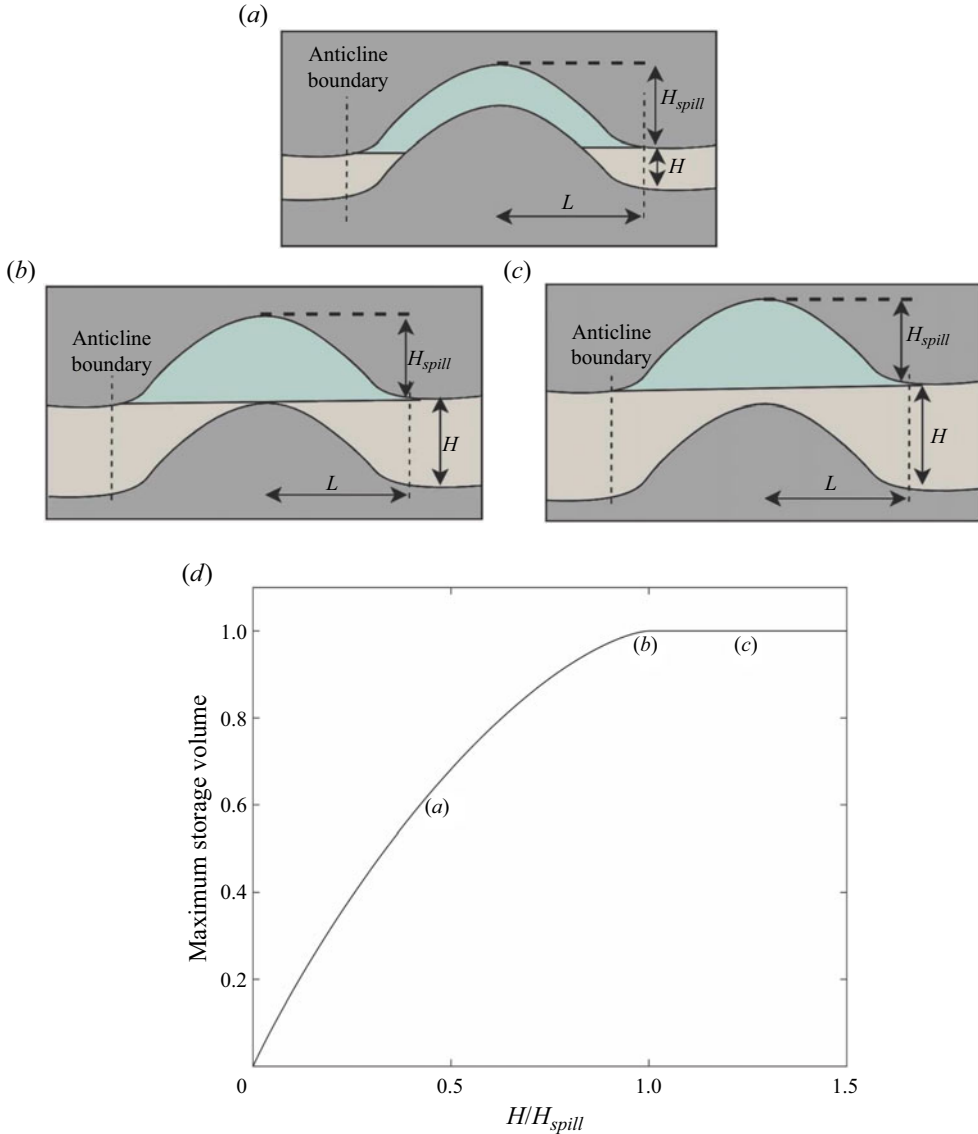 (a)
Anticline
boundary
H_spill
H
L
(b)
(c)
Anticline
boundary
H_spill
H
L
Anticline
boundary
H_spill
H
L
(d)
1.0
0.8
0.6
0.4
0.2
0
0.5
1.0
1.5
(a)
(b)
(c)
Maximum storage volume
H/H_spill